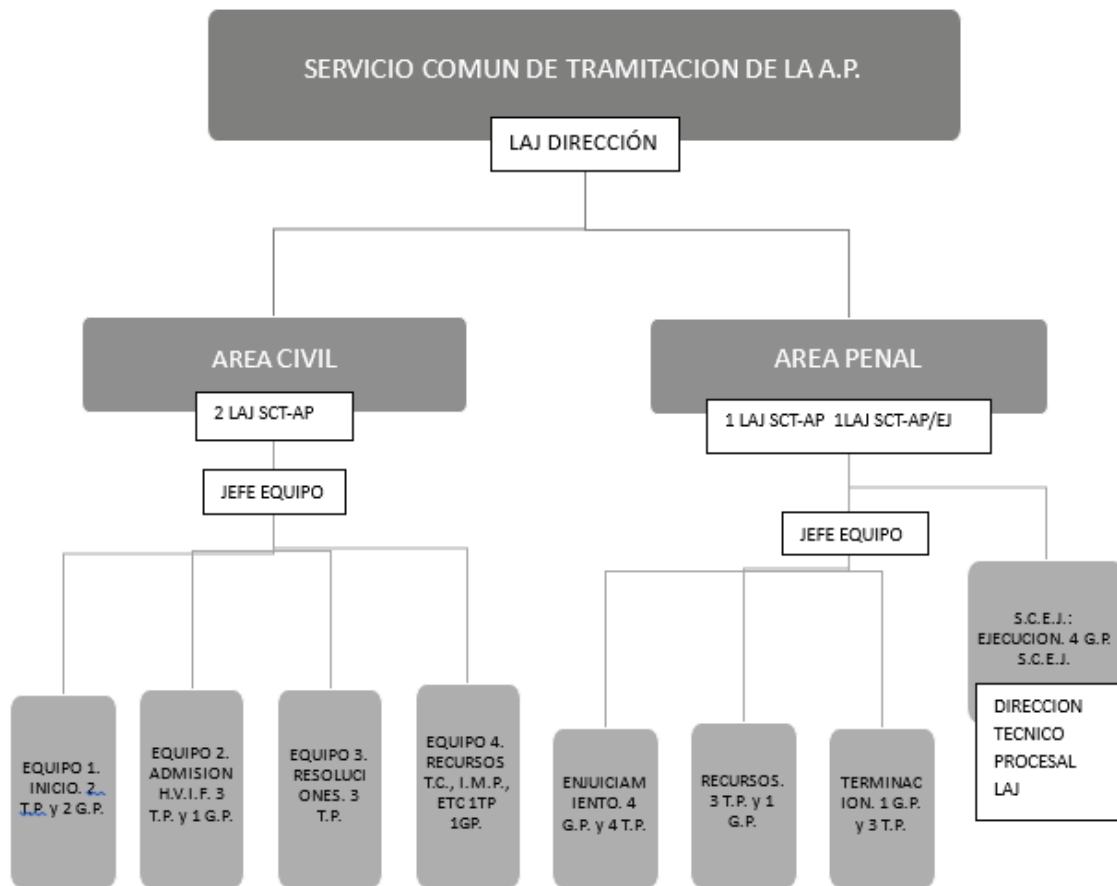 SERVICIO COMUN DE TRAMITACION DE LA A.P.
LAJ DIRECCIÓN
AREA CIVIL
2 LAJ SCT-AP
JEFE EQUIPO
EQUIPO 1.
INICIO. 2
T.P. y 2 G.P.
EQUIPO 2.
ADMISION
H.V.I.F. 3
T.P. y 1 G.P.
EQUIPO 3.
RESOLUCI
ONES. 3
T.P.
EQUIPO 4.
RECURSOS
T.C., I.M.P.,
ETC 1TP
1GP.
AREA PENAL
1 LAJ SCT-AP 1LAJ SCT-AP/EJ
JEFE EQUIPO
ENJUICIAM
IENTO. 4
G.P. y 4 T.P.
RECURSOS.
3 T.P. y 1
G.P.
TERMINAC
ION. 1 G.P.
y 3 T.P.
S.C.E.J.:
EJECUCION. 4 G.P.
S.C.E.J.
DIRECCION
TECNICO
PROCESAL
LAJ